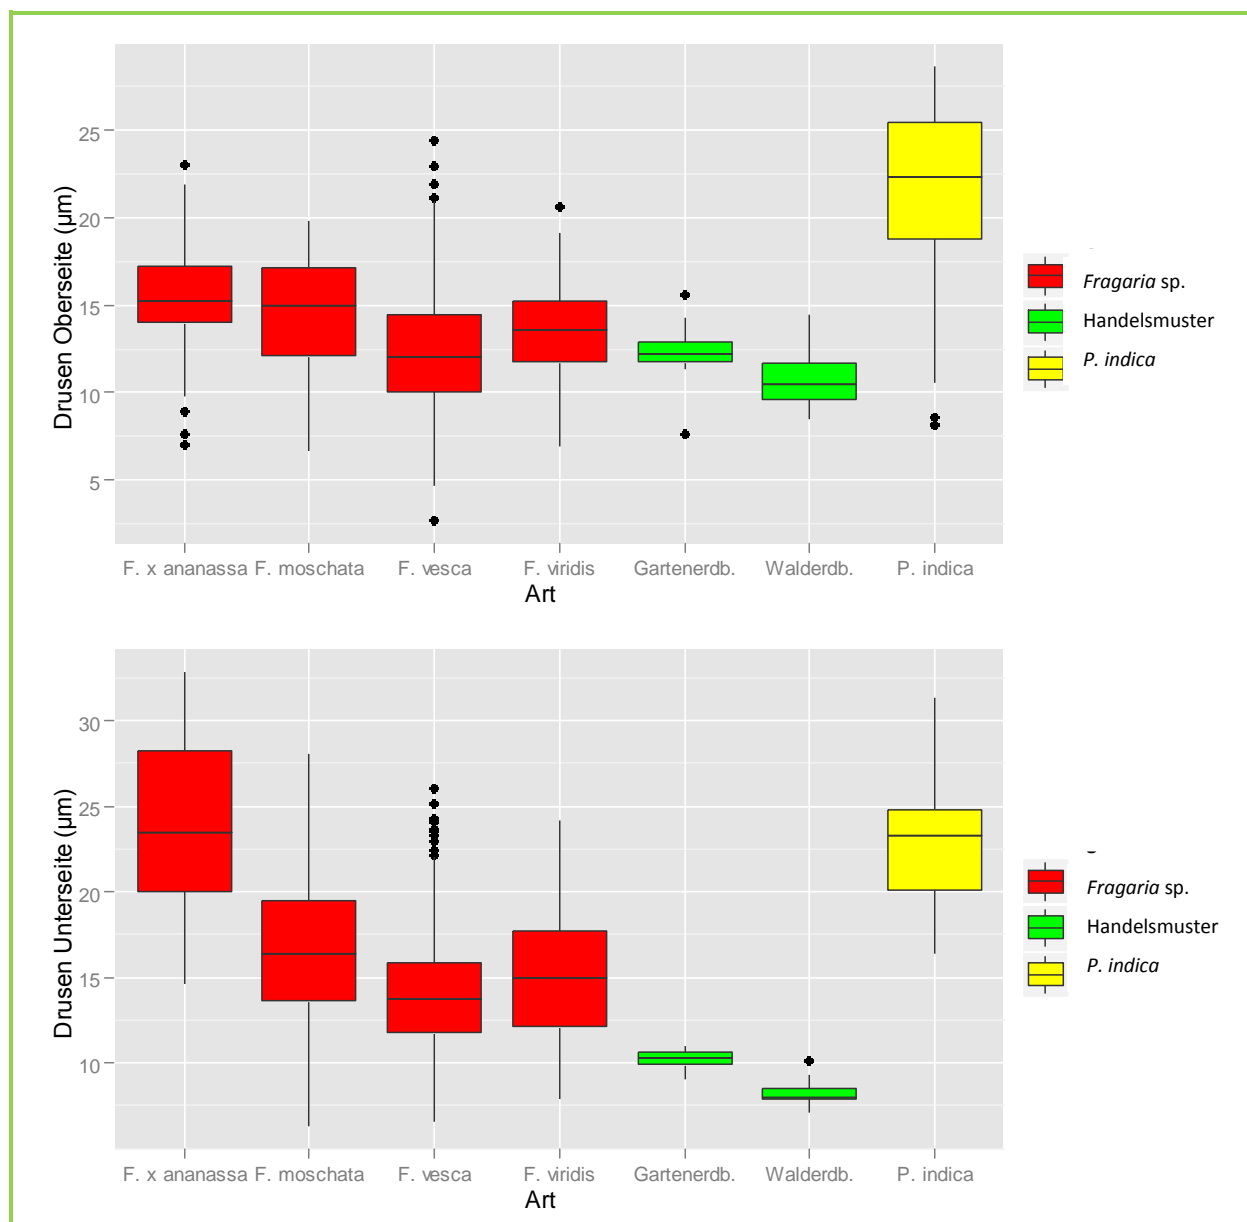 Drusen Oberseite (µm)
25
20
15
10
5
F. x ananassa F. moschata F. vesca F. viridis Gartenerdb. Walderdb. P. indica
Art
Fragaria sp.
Handelsmuster
P. indica
Drusen Unterseite (µm)
30
25
20
15
10
F. x ananassa F. moschata F. vesca F. viridis Gartenerdb. Walderdb. P. indica
Art
Fragaria sp.
Handelsmuster
P. indica